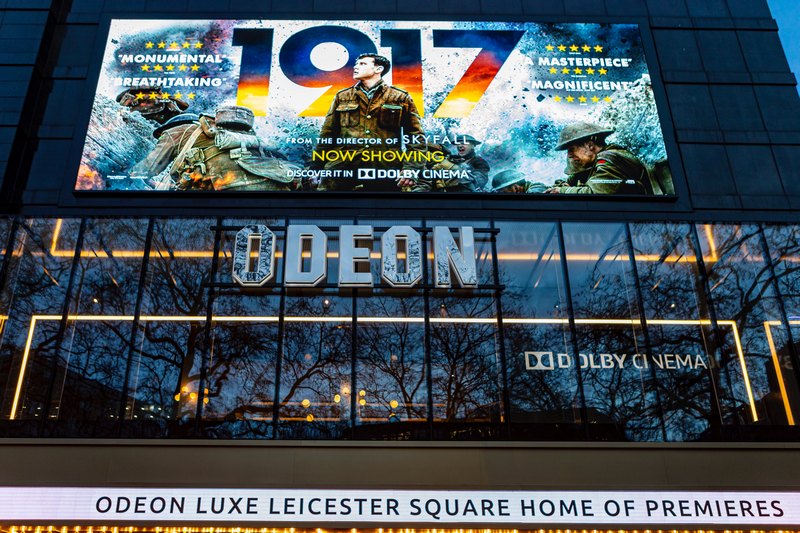 1917
"MONUMENTAL"
BREATHTAKING"
"A MASTERPIECE"
MAGNIFICENT"
FROM THE DIRECTOR OF SKYFALL
NOW SHOWING
DISCOVER IT IN DOLBY CINEMA
ODEON
DOLBY CINEMA
ODEON LUXE LEICESTER SQUARE HOME OF PREMIERES